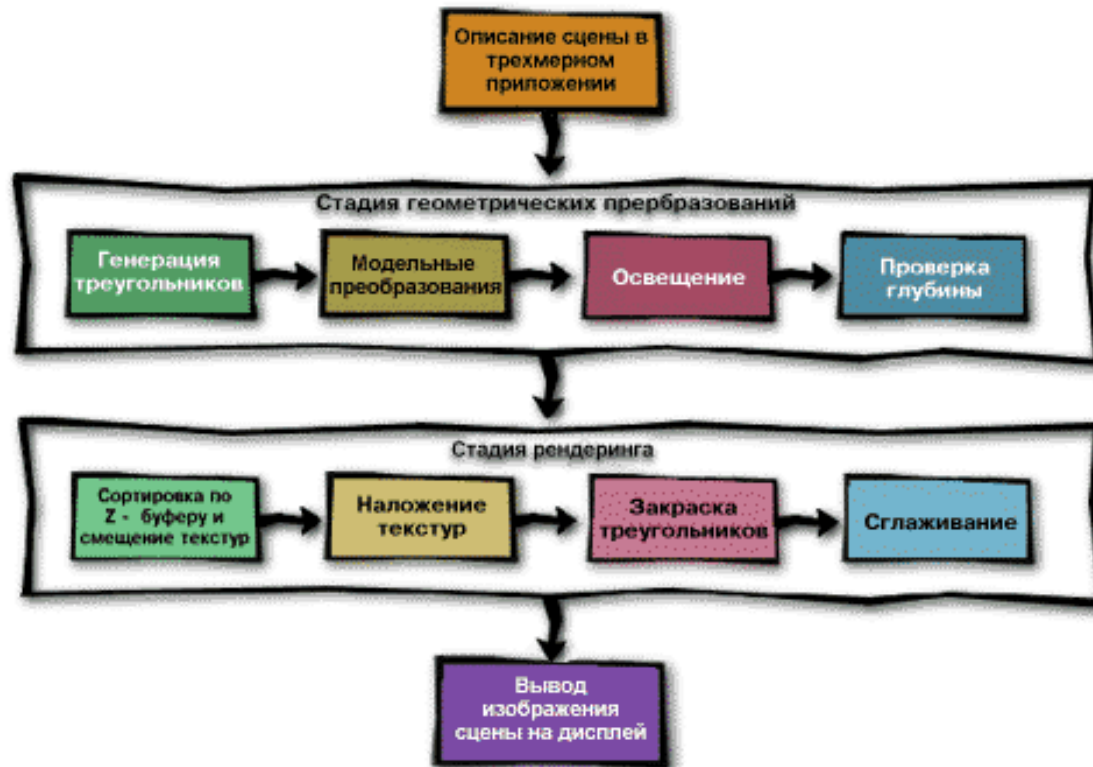 Описание сцены в
трехмерном
приложении
Стадия геометрических прербразований
Генерация
треугольников
Модельные
преобразования
Освещение
Проверка
глубины
Стадия рендеринга
Сортировка по
Z - буферу и
смещение текстур
Наложение
текстур
Закраска
треугольников
Сглаживание
Вывод
изображения
сцены на дисплей